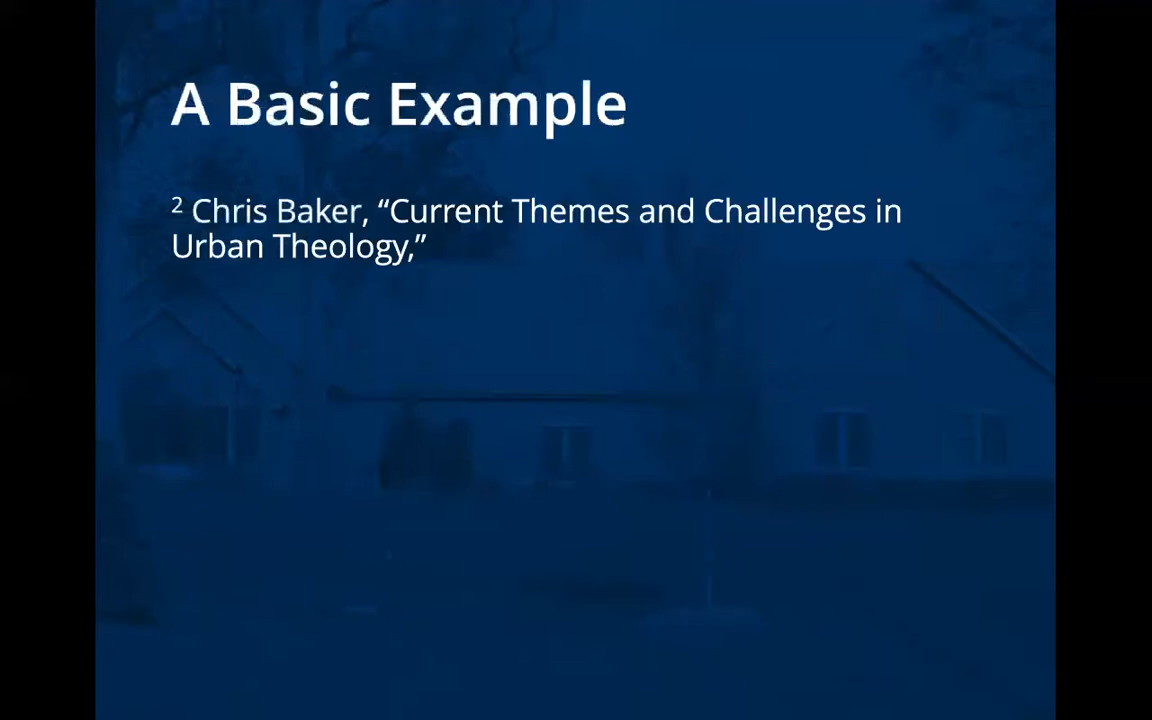 A Basic Example
2 Chris Baker, “Current Themes and Challenges in
Urban Theology,”